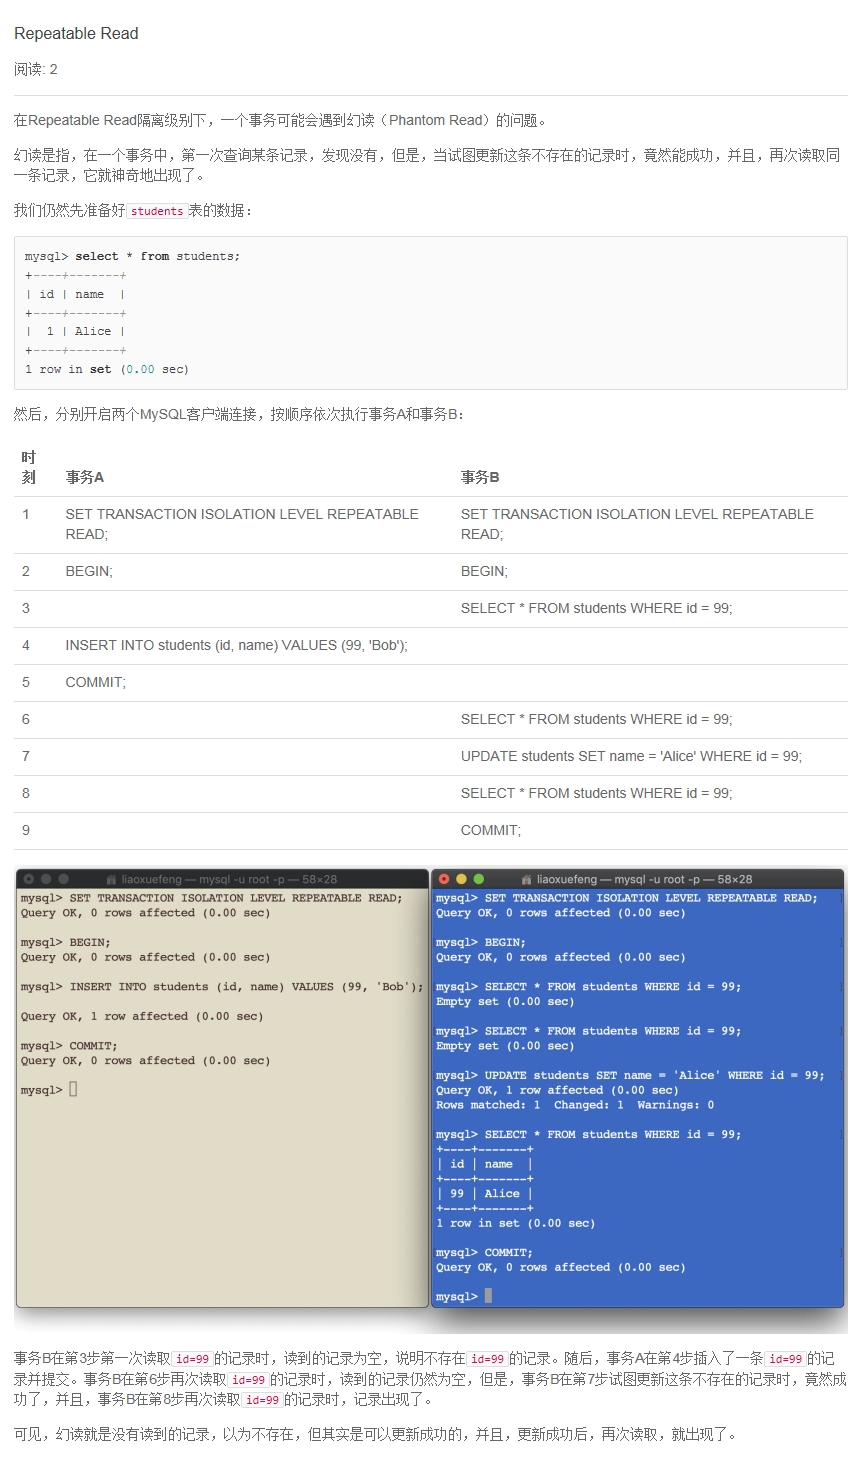 Repeatable Read
阅读: 2
在Repeatable Read隔离级别下，一个事务可能会遇到幻读（Phantom Read）的问题。
幻读是指，在一个事务中，第一次查询某条记录，发现没有，但是，当试图更新这条不存在的记录时，竟然能成功，并且，再次读取同
一条记录，它就神奇地出现了。
我们仍然先准备好students表的数据：
mysql> select * from students;
+----+-------+
| id | name  |
+----+-------+
|  1 | Alice |
+----+-------+
1 row in set (0.00 sec)
然后，分别开启两个MySQL客户端连接，按顺序依次执行事务A和事务B：
时
刻 事务A 事务B
1 SET TRANSACTION ISOLATION LEVEL REPEATABLE SET TRANSACTION ISOLATION LEVEL REPEATABLE
READ; READ;
2 BEGIN; BEGIN;
3 SELECT * FROM students WHERE id = 99;
4 INSERT INTO students (id, name) VALUES (99, 'Bob');
5 COMMIT;
6 SELECT * FROM students WHERE id = 99;
7 UPDATE students SET name = 'Alice' WHERE id = 99;
8 SELECT * FROM students WHERE id = 99;
9 COMMIT;
liaoxuefeng — mysql -u root -p — 58×28
mysql> SET TRANSACTION ISOLATION LEVEL REPEATABLE READ;
Query OK, 0 rows affected (0.00 sec)
mysql> BEGIN;
Query OK, 0 rows affected (0.00 sec)
mysql> INSERT INTO students (id, name) VALUES (99, 'Bob');
Query OK, 1 row affected (0.00 sec)
mysql> COMMIT;
Query OK, 0 rows affected (0.00 sec)
mysql>
liaoxuefeng — mysql -u root -p — 58×28
mysql> SET TRANSACTION ISOLATION LEVEL REPEATABLE READ;
Query OK, 0 rows affected (0.00 sec)
mysql> BEGIN;
Query OK, 0 rows affected (0.00 sec)
mysql> SELECT * FROM students WHERE id = 99;
Empty set (0.00 sec)
mysql> SELECT * FROM students WHERE id = 99;
Empty set (0.00 sec)
mysql> UPDATE students SET name = 'Alice' WHERE id = 99;
Query OK, 1 row affected (0.00 sec)
Rows matched: 1  Changed: 1  Warnings: 0
mysql> SELECT * FROM students WHERE id = 99;
+----+-------+
| id | name  |
+----+-------+
| 99 | Alice |
+----+-------+
1 row in set (0.00 sec)
mysql> COMMIT;
Query OK, 0 rows affected (0.00 sec)
mysql>
事务B在第3步第一次读取id=99的记录时，读到的记录为空，说明不存在id=99的记录。随后，事务A在第4步插入了一条id=99的记
录并提交。事务B在第6步再次读取id=99的记录时，读到的记录仍然为空，但是，事务B在第7步试图更新这条不存在的记录时，竟然成
功了，并且，事务B在第8步再次读取id=99的记录时，记录出现了。
可见，幻读就是没有读到的记录，以为不存在，但其实是可以更新成功的，并且，更新成功后，再次读取，就出现了。